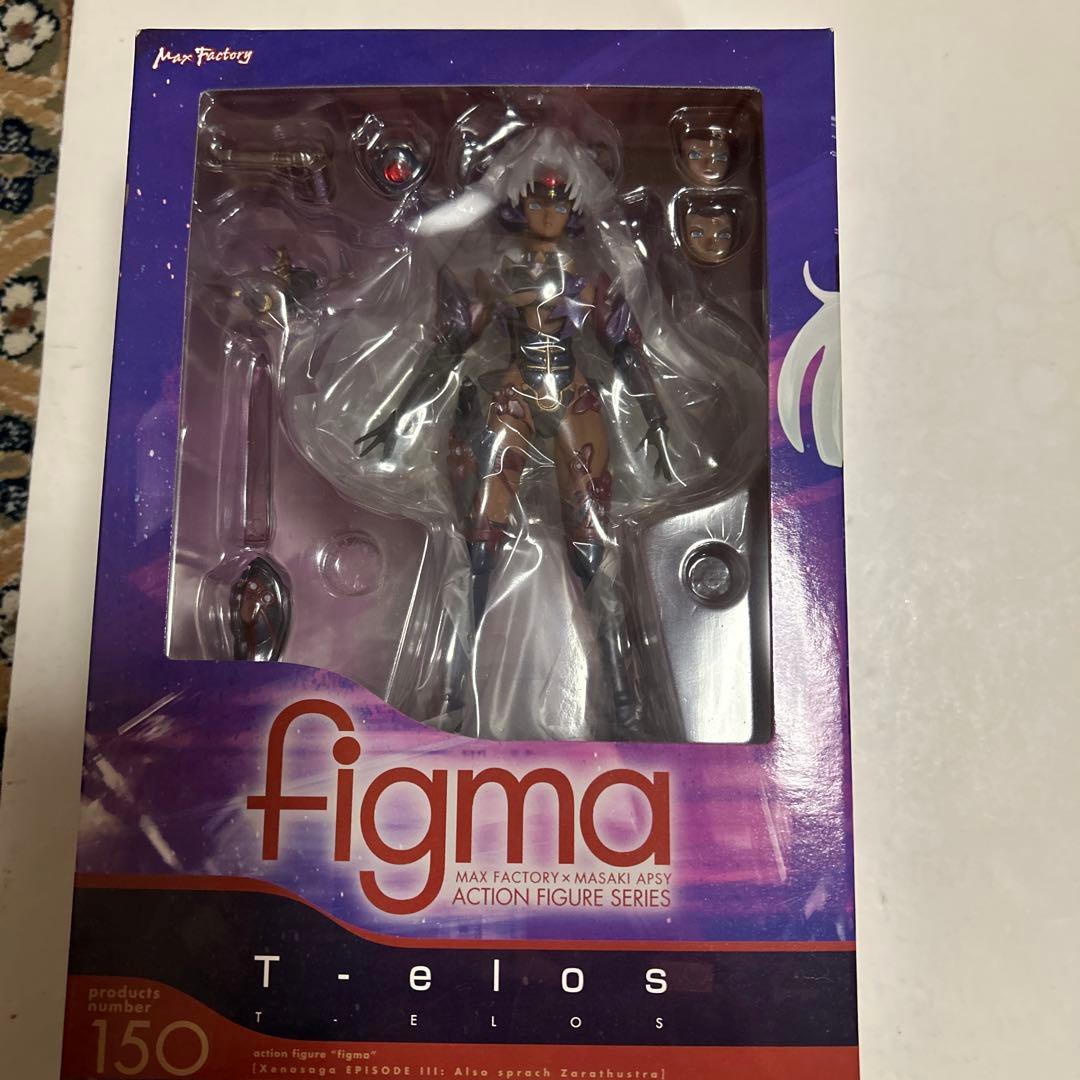 Max Factory
figma
MAX FACTORY × MASAKI APSY
ACTION FIGURE SERIES
T-elos
T-ELOS
products
number
150
action figure "figma"
[Xenosaga EPISODE III: Also sprach Zarathustra]